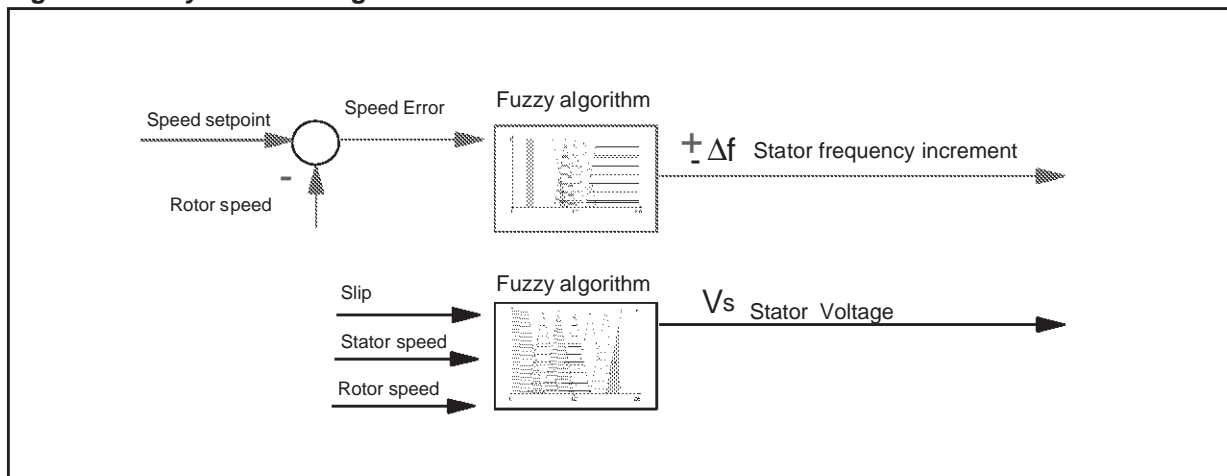 Speed setpoint
Speed Error
Fuzzy algorithm
+
-
Δf Stator frequency increment
-
Rotor speed
Slip
Fuzzy algorithm
Vs Stator Voltage
Stator speed
Rotor speed